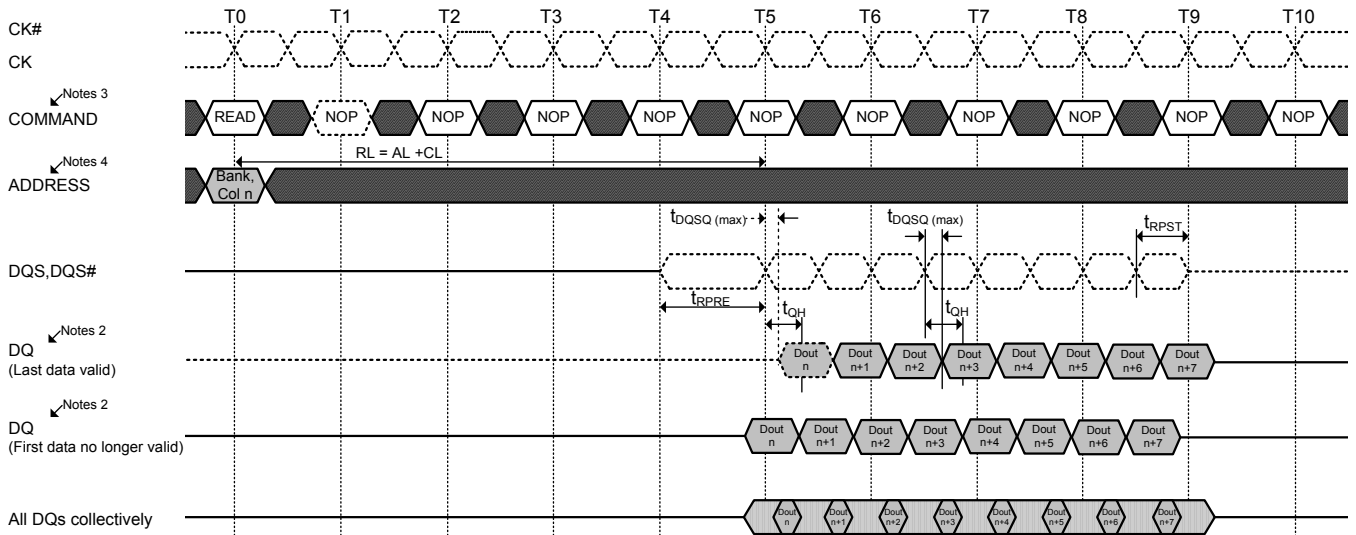 T0 T1 T2 T3 T4 T5 T6 T7 T8 T9 T10
CK#
CK
Notes 3
COMMAND READ NOP NOP NOP NOP NOP NOP NOP NOP NOP NOP
RL = AL +CL
Notes 4
ADDRESS
Bank,
Col n
tDQSQ (max) tDQSQ (max) tRPST
DQS,DQS#
tRPRE tQH tQH
Notes 2
DQ
(Last data valid)
Dout Dout Dout Dout Dout Dout Dout Dout
n n+1 n+2 n+3 n+4 n+5 n+6 n+7
Notes 2
DQ
(First data no longer valid)
Dout Dout Dout Dout Dout Dout Dout Dout
n n+1 n+2 n+3 n+4 n+5 n+6 n+7
All DQs collectively
Dout Dout Dout Dout Dout Dout Dout Dout
n n+1 n+2 n+3 n+4 n+5 n+6 n+7